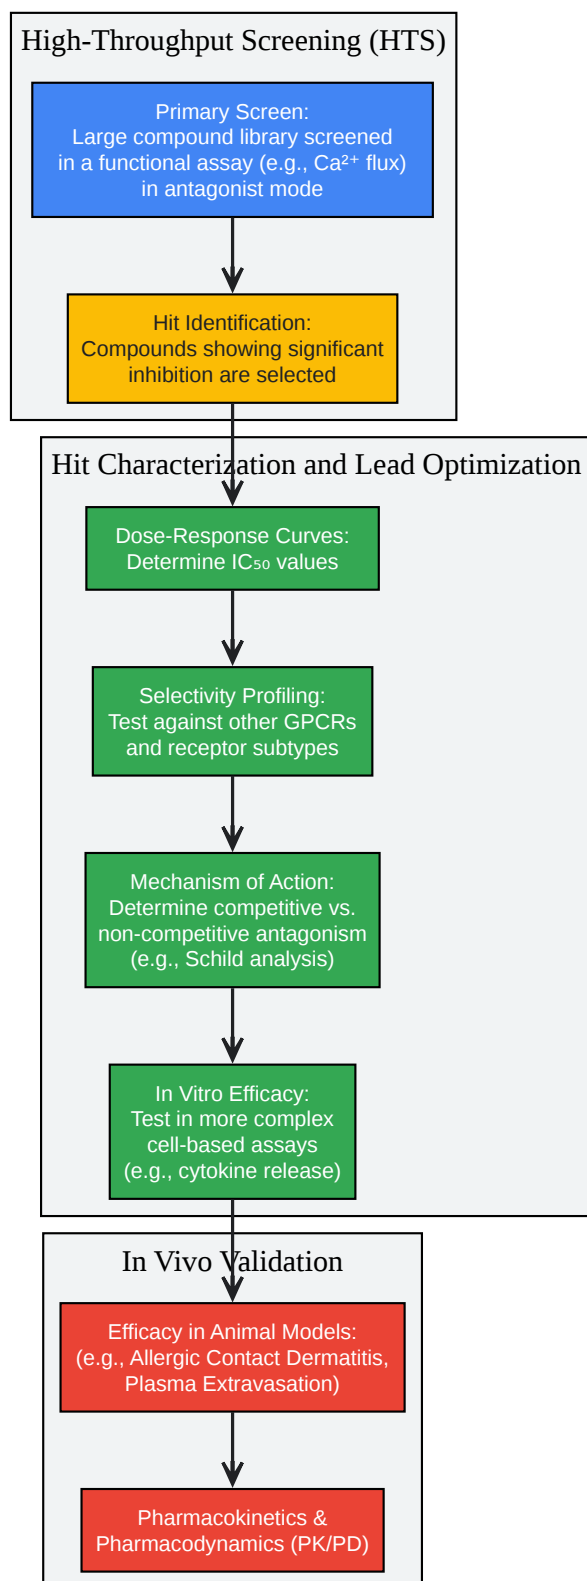 High-Throughput Screening (HTS)
Primary Screen:
Large compound library screened
in a functional assay (e.g., Ca²⁺ flux)
in antagonist mode
Hit Identification:
Compounds showing significant
inhibition are selected
Hit Characterization and Lead Optimization
Dose-Response Curves:
Determine IC₅₀ values
Selectivity Profiling:
Test against other GPCRs
and receptor subtypes
Mechanism of Action:
Determine competitive vs.
non-competitive antagonism
(e.g., Schild analysis)
In Vitro Efficacy:
Test in more complex
cell-based assays
(e.g., cytokine release)
In Vivo Validation
Efficacy in Animal Models:
(e.g., Allergic Contact Dermatitis,
Plasma Extravasation)
Pharmacokinetics &
Pharmacodynamics (PK/PD)